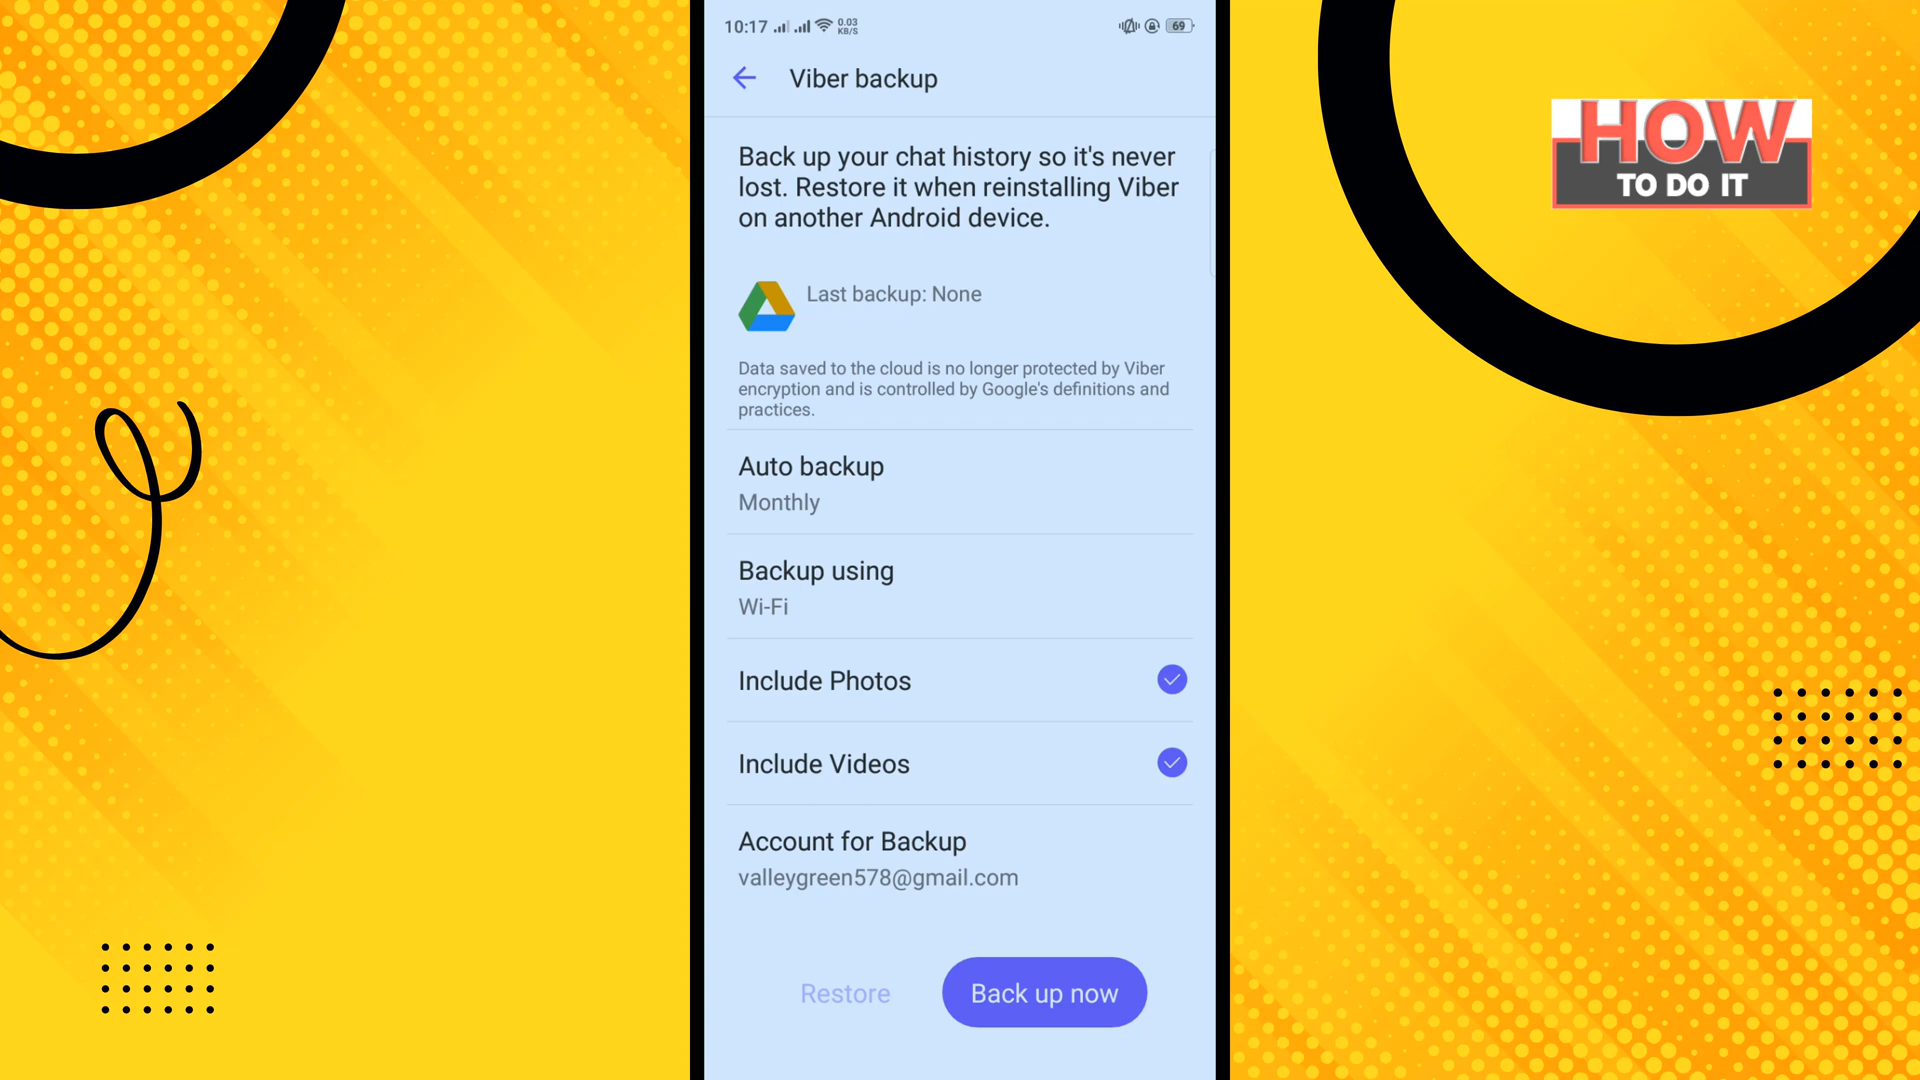 10:17
0.03
KB/S
69
Viber backup
HOW
TO DO IT
Back up your chat history so it's never
lost. Restore it when reinstalling Viber
on another Android device.
Last backup: None
Data saved to the cloud is no longer protected by Viber
encryption and is controlled by Google's definitions and
practices.
Auto backup
Monthly
Backup using
Wi-Fi
Include Photos
Include Videos
Account for Backup
valleygreen578@gmail.com
Restore
Back up now